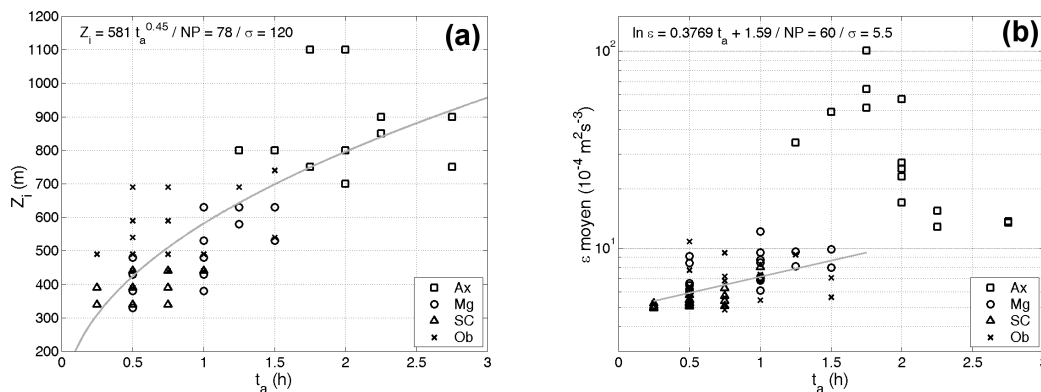 Z_i = 581 t_a^0.45 / NP = 78 / σ = 120
(a)
1200
1100
1000
900
800
700
600
500
400
300
200
Z_i (m)
0
0.5
1
1.5
2
2.5
3
t_a (h)
Ax
Mg
SC
Ob
ln ε = 0.3769 t_a + 1.59 / NP = 60 / σ = 5.5
(b)
10^2
10^1
ε moyen (10^-4 m^2s^-3)
0
0.5
1
1.5
2
2.5
3
t_a (h)
Ax
Mg
SC
Ob